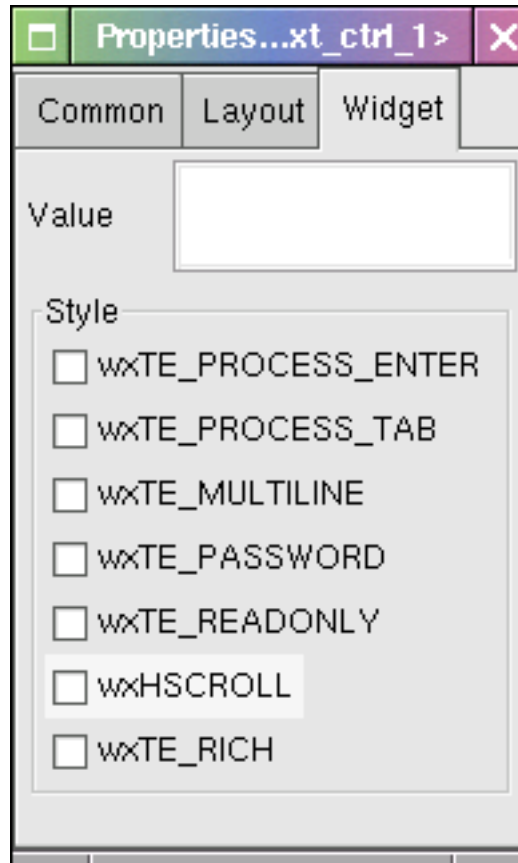 Properties...xt_ctrl_1>
Common Layout Widget
Value
Style
wxTE_PROCESS_ENTER
wxTE_PROCESS_TAB
wxTE_MULTILINE
wxTE_PASSWORD
wxTE_READONLY
wxHSCROLL
wxTE_RICH